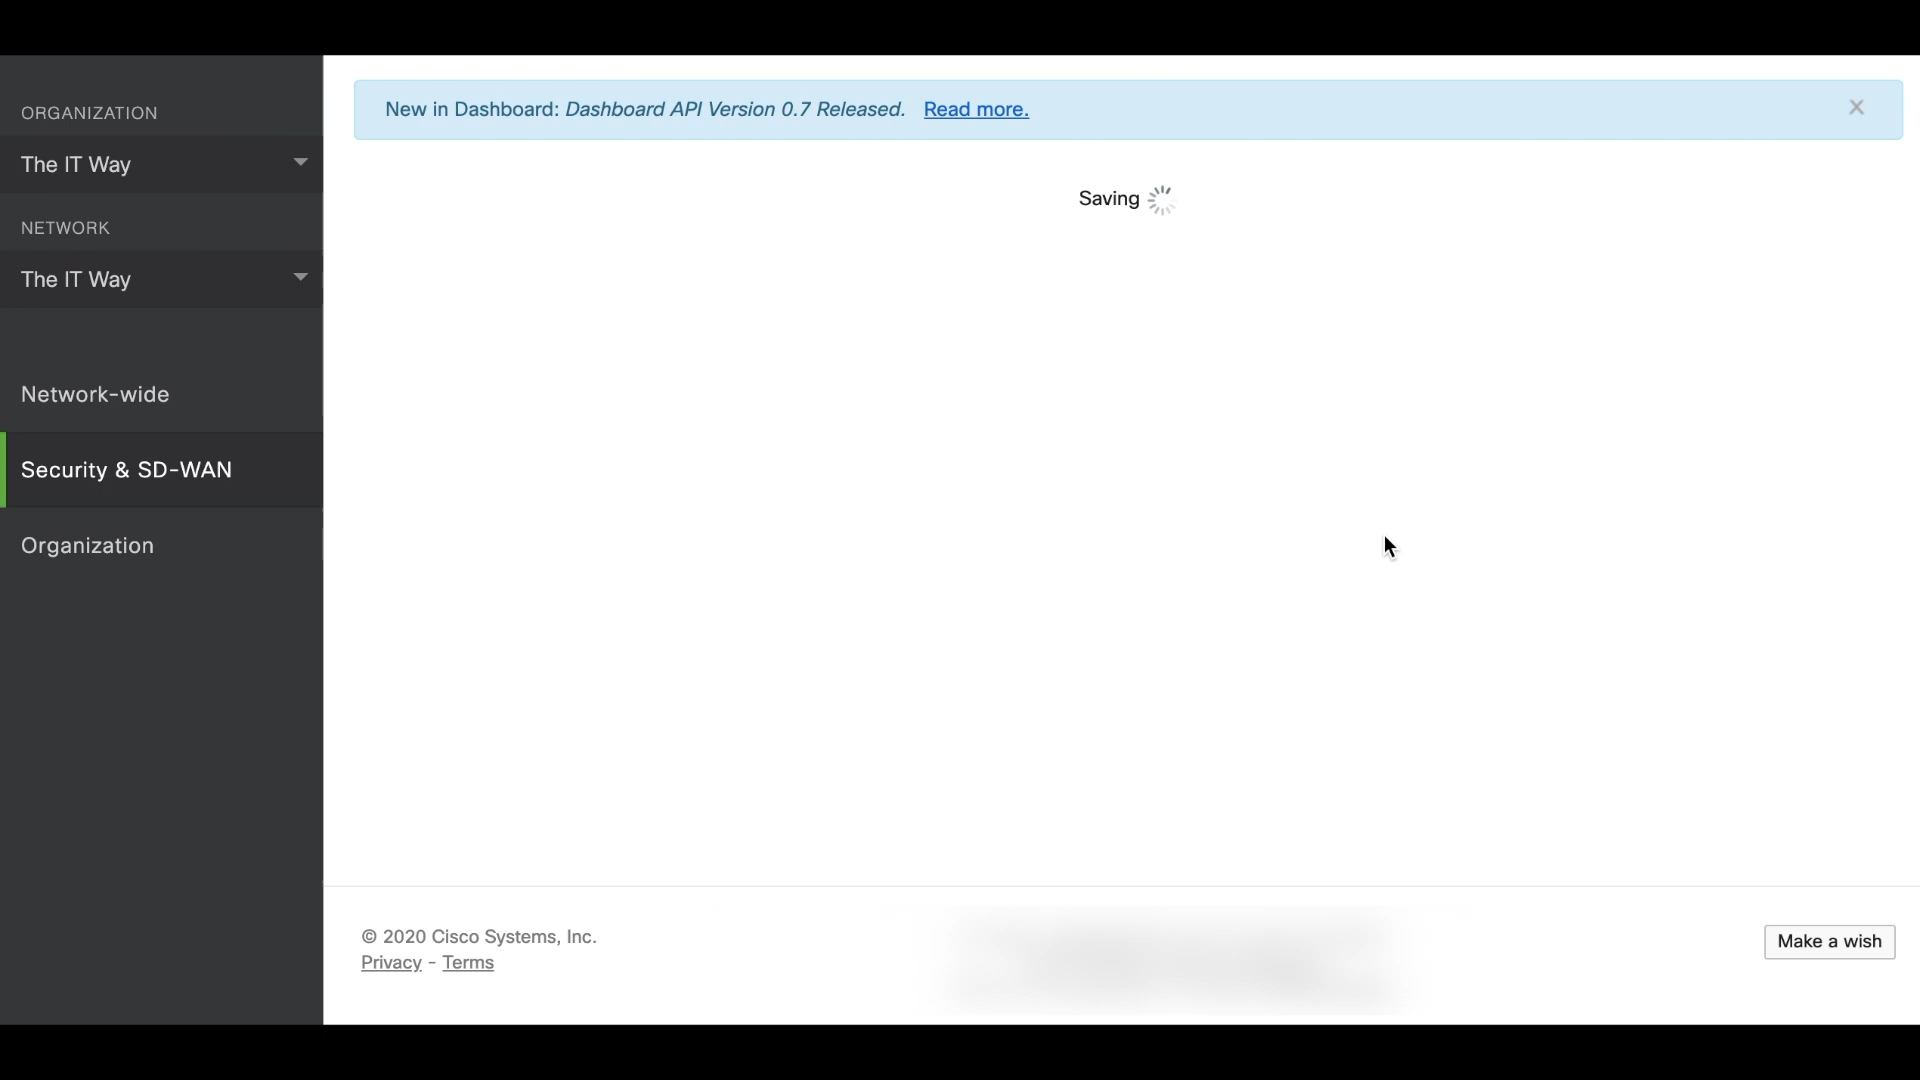 ORGANIZATION
The IT Way
NETWORK
The IT Way
Network-wide
Security & SD-WAN
Organization
New in Dashboard: Dashboard API Version 0.7 Released. Read more.
Saving
© 2020 Cisco Systems, Inc.
Privacy - Terms
Make a wish